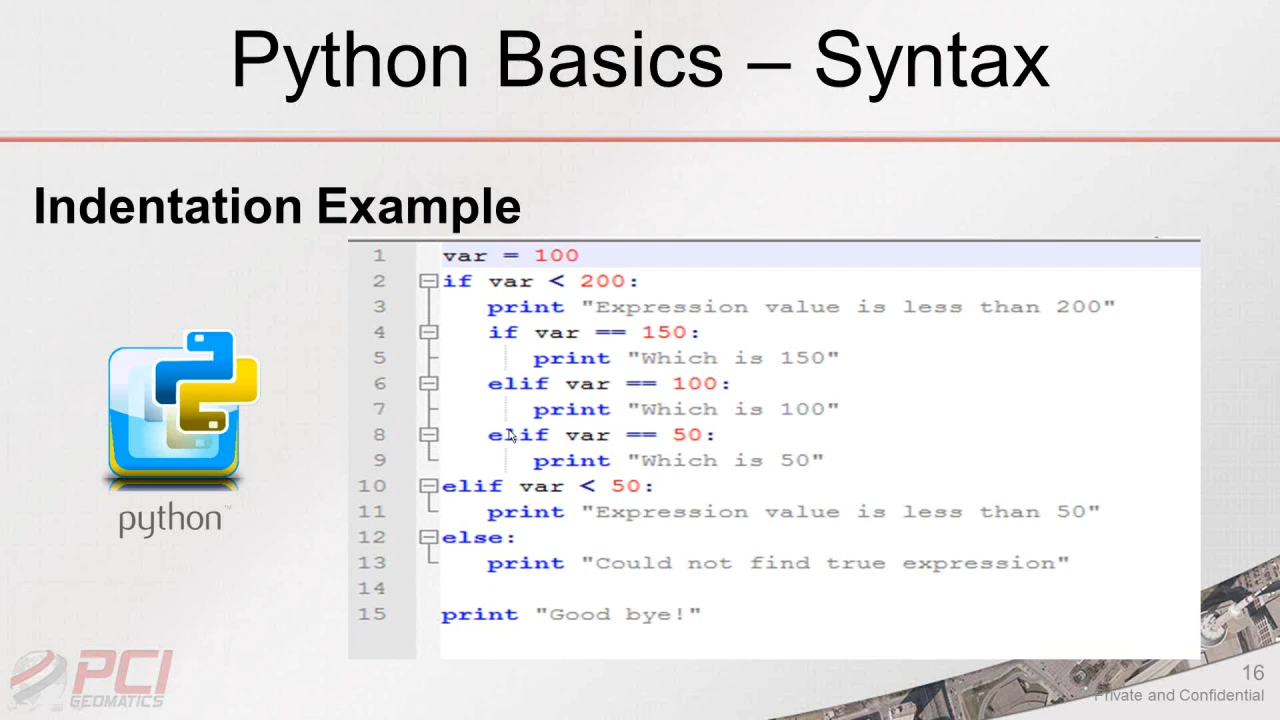 Python Basics – Syntax
Indentation Example
1 var = 100
2 if var < 200:
3 print "Expression value is less than 200"
4 if var == 150:
5 print "Which is 150"
6 elif var == 100:
7 print "Which is 100"
8 elif var == 50:
9 print "Which is 50"
10 elif var < 50:
11 print "Expression value is less than 50"
12 else:
13 print "Could not find true expression"
14
15 print "Good bye!"
python™
PCI
GEOMATICS
16
Private and Confidential